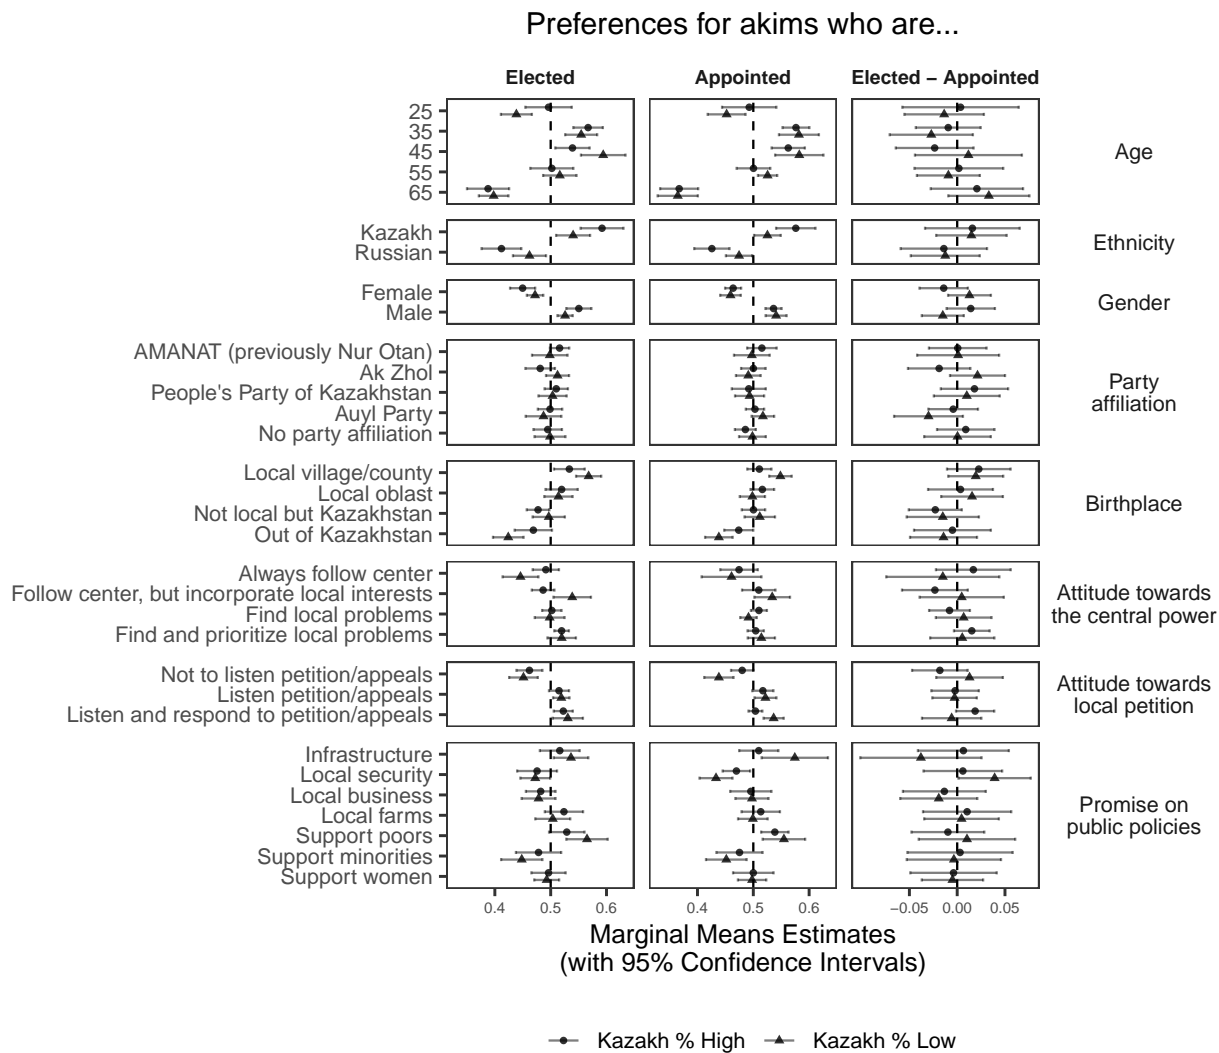 Preferences for akims who are...
Elected
Appointed
Elected − Appointed
25
35
45
55
65
Age
Kazakh
Russian
Ethnicity
Female
Male
Gender
AMANAT (previously Nur Otan)
Ak Zhol
People's Party of Kazakhstan
Auyl Party
No party affiliation
Party
affiliation
Local village/county
Local oblast
Not local but Kazakhstan
Out of Kazakhstan
Birthplace
Always follow center
Follow center, but incorporate local interests
Find local problems
Find and prioritize local problems
Attitude towards
the central power
Not to listen petition/appeals
Listen petition/appeals
Listen and respond to petition/appeals
Attitude towards
local petition
Infrastructure
Local security
Local business
Local farms
Support poors
Support minorities
Support women
Promise on
public policies
0.4 0.5 0.6
0.4 0.5 0.6
−0.05 0.00 0.05
Marginal Means Estimates
(with 95% Confidence Intervals)
Kazakh % High
Kazakh % Low